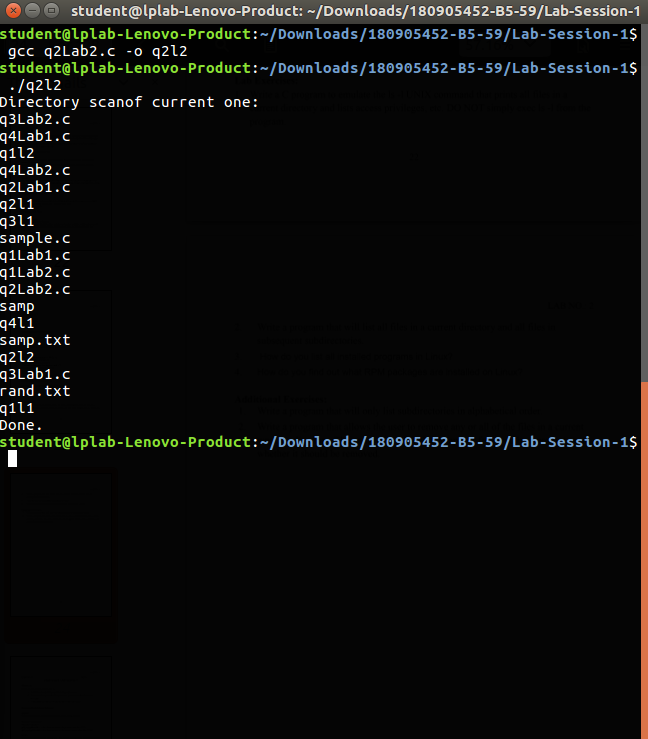 student@lplab-Lenovo-Product: ~/Downloads/180905452-B5-59/Lab-Session-1
student@lplab-Lenovo-Product:~/Downloads/180905452-B5-59/Lab-Session-1$
gcc q2Lab2.c -o q2l2
student@lplab-Lenovo-Product:~/Downloads/180905452-B5-59/Lab-Session-1$
./q2l2
Directory scanof current one:
q3Lab2.c
q4Lab1.c
q1l2
q4Lab2.c
q2Lab1.c
q2l1
q3l1
sample.c
q1Lab1.c
q1Lab2.c
q2Lab2.c
samp
q4l1
samp.txt
q2l2
q3Lab1.c
rand.txt
q1l1
Done.
student@lplab-Lenovo-Product:~/Downloads/180905452-B5-59/Lab-Session-1$